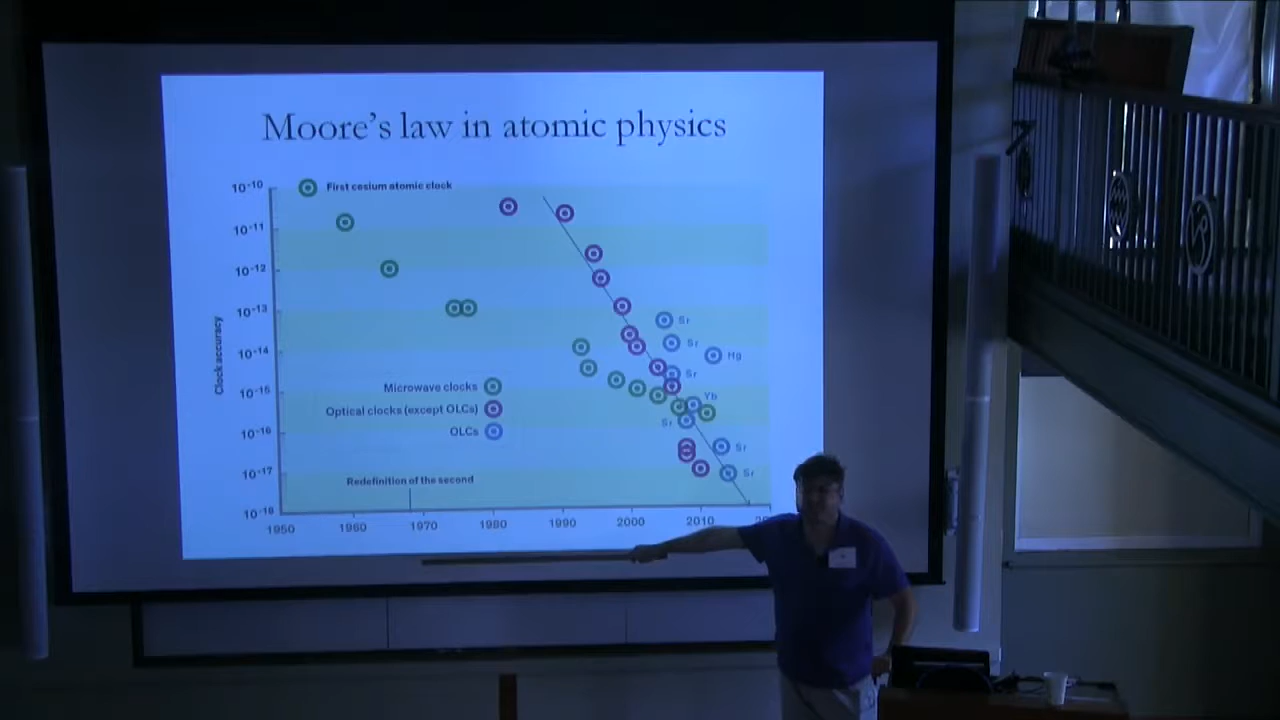 Moore's law in atomic physics
10-10
First cesium atomic clock
10-11
10-12
10-13
Sr
10-14
Sr
Hg
Sr
10-15
Microwave clocks
Yb
Optical clocks (except OLCs)
Sr
OLCs
10-16
Sr
10-17
Sr
Redefinition of the second
10-18
Clock accuracy
1950 1960 1970 1980 1990 2000 2010